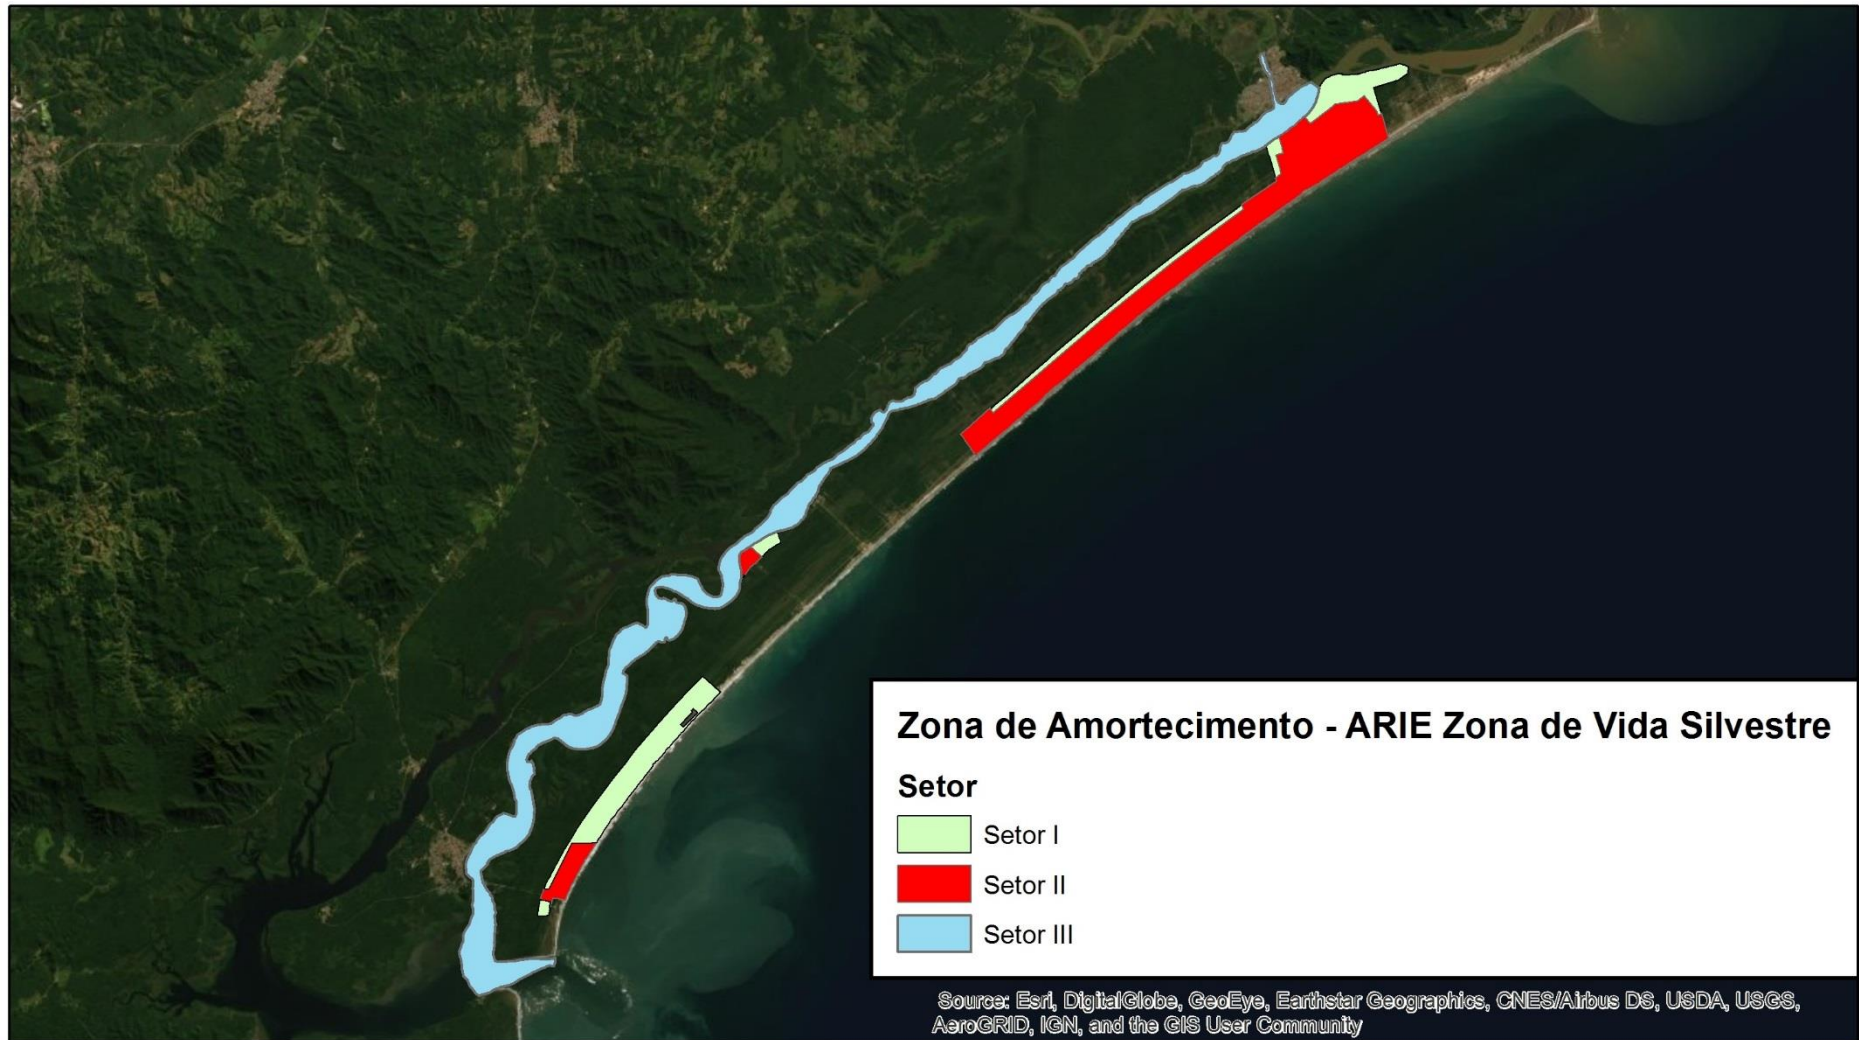 Zona de Amortecimento - ARIE Zona de Vida Silvestre
Setor
Setor I
Setor II
Setor III
Source: Esri, DigitalGlobe, GeoEye, Earthstar Geographics, CNES/Airbus DS, USDA, USGS,
AeroGRID, IGN, and the GIS User Community